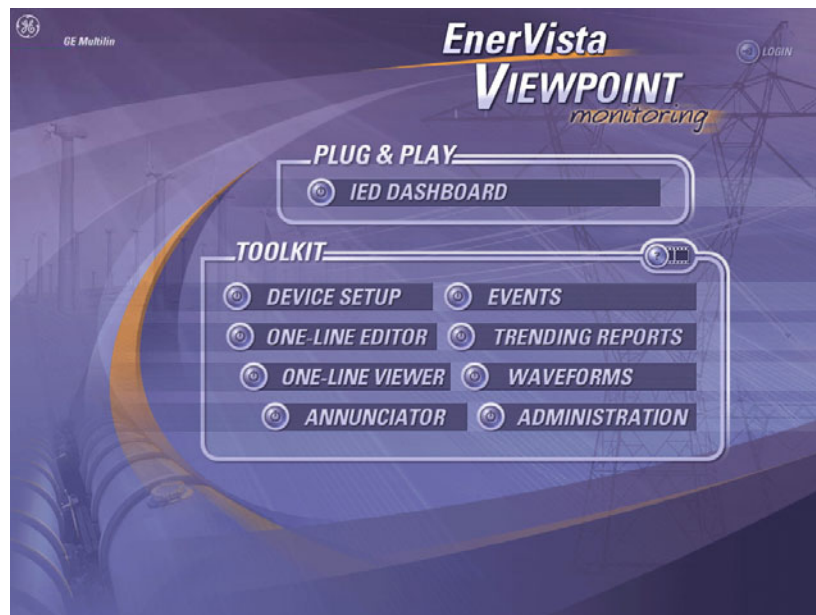 GE Multilin
EnerVista
VIEWPOINT
monitoring
LOGIN
PLUG & PLAY
IED DASHBOARD
TOOLKIT
DEVICE SETUP
EVENTS
ONE-LINE EDITOR
TRENDING REPORTS
ONE-LINE VIEWER
WAVEFORMS
ANNUNCIATOR
ADMINISTRATION